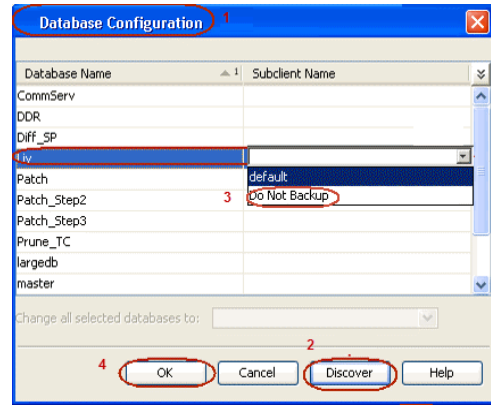 Database Configuration 1
Database Name 1 Subclient Name
CommServ
DDR
Diff_SP
Liv
Patch default
Patch_Step2 3 Do Not Backup
Patch_Step3
Prune_TC
largedb
master
Change all selected databases to:
2
4 OK Cancel Discover Help